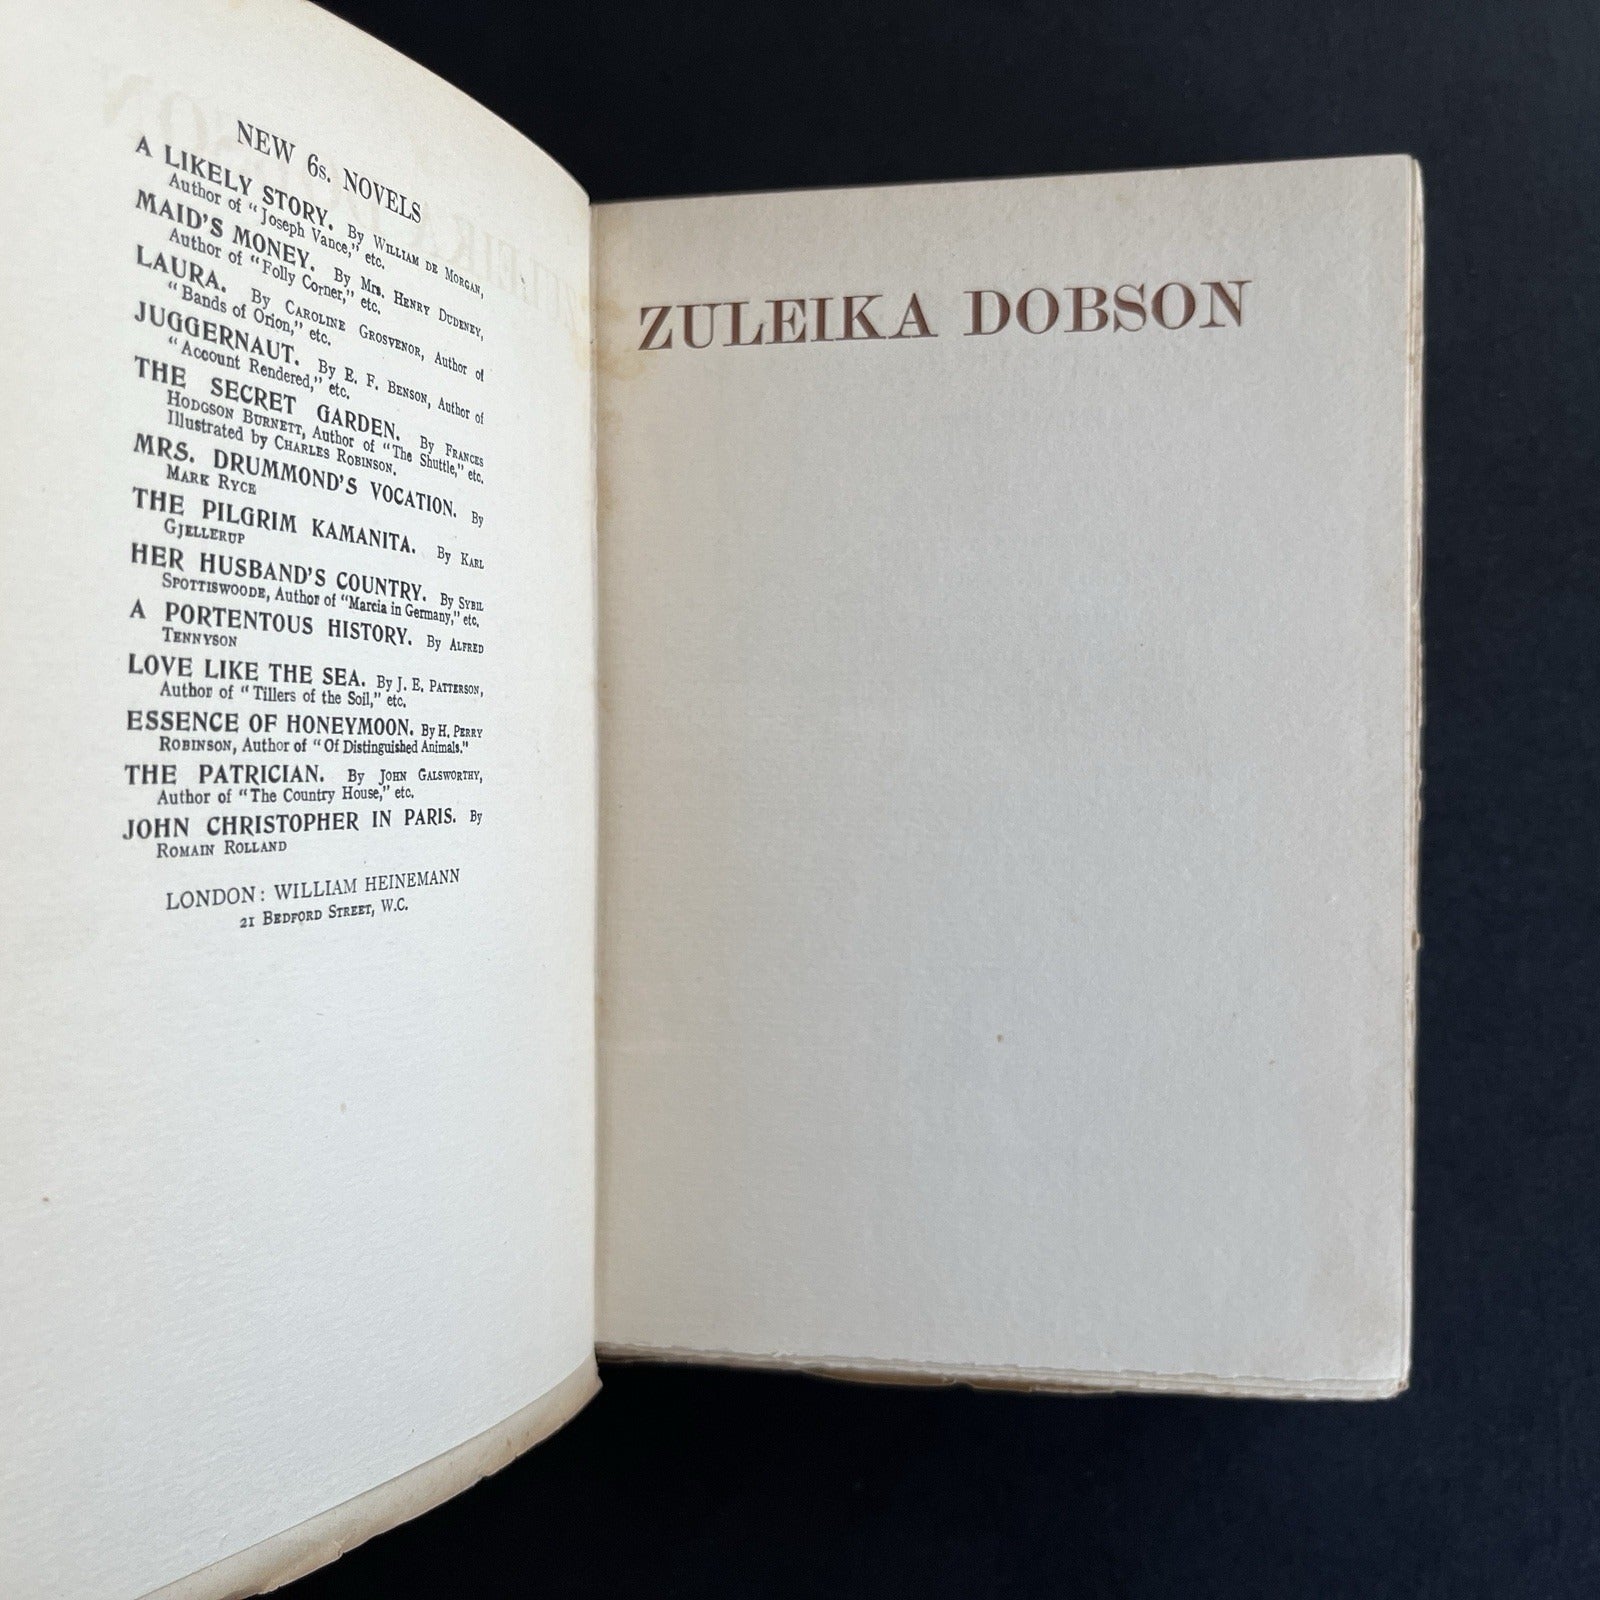 NEW 6s. NOVELS
A LIKELY STORY. By William de Morgan,
Author of "Joseph Vance," etc.
MAID'S MONEY. By Mrs. Henry Dudeney,
Author of "Folly Corner," etc.
LAURA. By Caroline Grosvenor, Author of
"Bands of Orion," etc.
JUGGERNAUT. By E. F. Benson, Author of
"Account Rendered," etc.
THE SECRET GARDEN. By Frances
Hodgson Burnett, Author of "The Shuttle," etc.
Illustrated by Charles Robinson.
MRS. DRUMMOND'S VOCATION. By
Mark Ryce
THE PILGRIM KAMANITA. By Karl
Gjellerup
HER HUSBAND'S COUNTRY. By Sybil
Spottiswoode, Author of "Marcia in Germany," etc.
A PORTENTOUS HISTORY. By Alfred
Tennyson
LOVE LIKE THE SEA. By J. E. Patterson,
Author of "Tillers of the Soil," etc.
ESSENCE OF HONEYMOON. By H. Perry
Robinson, Author of "Of Distinguished Animals."
THE PATRICIAN. By John Galsworthy,
Author of "The Country House," etc.
JOHN CHRISTOPHER IN PARIS. By
Romain Rolland
LONDON: WILLIAM HEINEMANN
21 Bedford Street, W.C.
ZULEIKA DOBSON